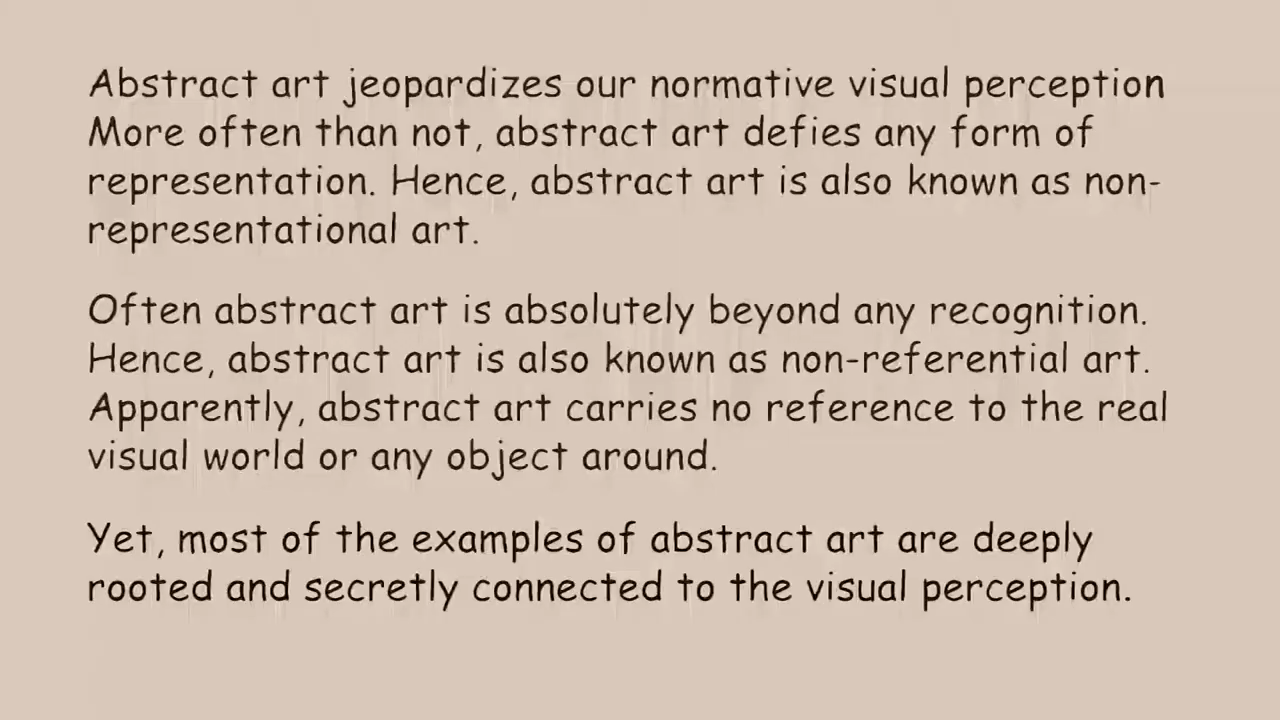 Abstract art jeopardizes our normative visual perception
More often than not, abstract art defies any form of
representation. Hence, abstract art is also known as non-
representational art.
Often abstract art is absolutely beyond any recognition.
Hence, abstract art is also known as non-referential art.
Apparently, abstract art carries no reference to the real
visual world or any object around.
Yet, most of the examples of abstract art are deeply
rooted and secretly connected to the visual perception.